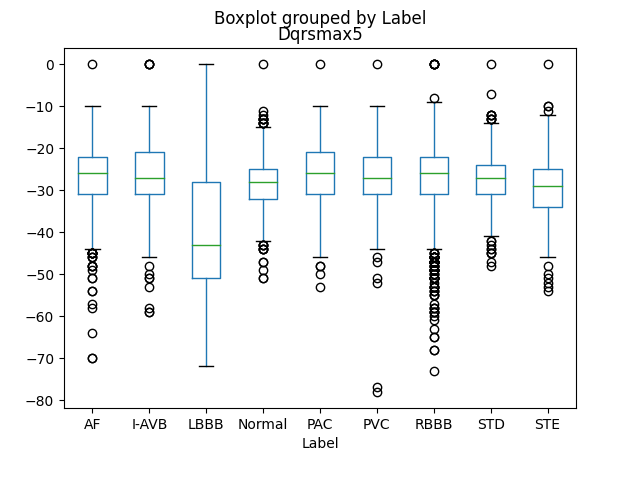 Boxplot grouped by Label
Dqrsmax5
0
−10
−20
−30
−40
−50
−60
−70
−80
AF I-AVB LBBB Normal PAC PVC RBBB STD STE
Label